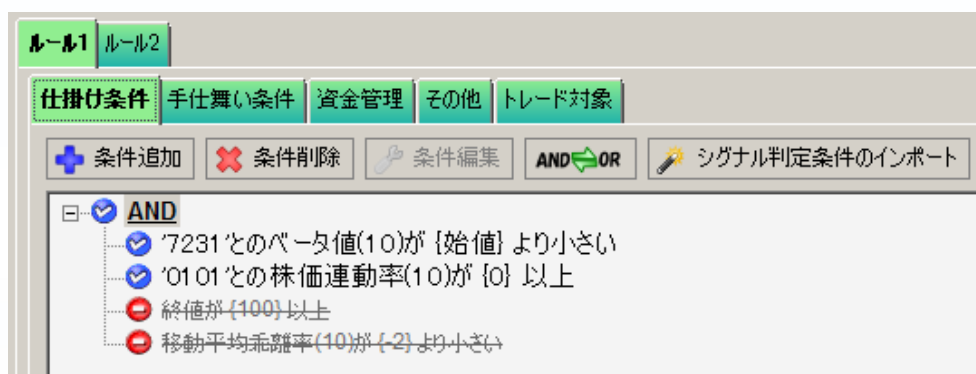 ルール1 ルール2
仕掛け条件 手仕舞い条件 資金管理 その他 トレード対象
条件追加 条件削除 条件編集 AND OR シグナル判定条件のインポート
AND
'7231'とのベータ値(10)が {始値} より小さい
'0101'との株価連動率(10)が {0} 以上
終値が {100} 以上
移動平均乖離率(10)が {-2} より小さい